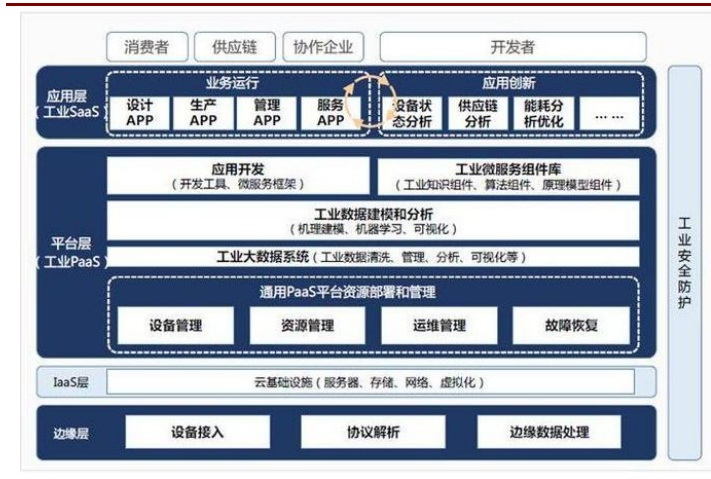 消费者 供应链 协作企业 开发者
应用层
(工业SaaS)
业务运行
设计
APP
生产
APP
管理
APP
服务
APP
应用创新
设备状
态分析
供应链
分析
能耗分
析优化
... ...
平台层
(工业PaaS)
应用开发
(开发工具、微服务框架)
工业微服务组件库
(工业知识组件、算法组件、原理模型组件)
工业数据建模和分析
(机理建模、机器学习、可视化)
工业大数据系统(工业数据清洗、管理、分析、可视化等)
通用PaaS平台资源部署和管理
设备管理 资源管理 运维管理 故障恢复
IaaS层
云基础设施(服务器、存储、网络、虚拟化)
边缘层
设备接入 协议解析 边缘数据处理
工业安全防护